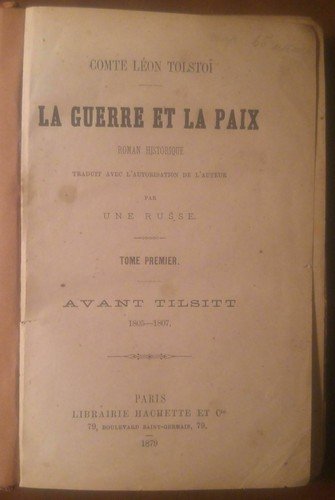 COMTE LÉON TOLSTOÏ
LA GUERRE ET LA PAIX
ROMAN HISTORIQUE
TRADUIT AVEC L'AUTORISATION DE L'AUTEUR
PAR
UNE RUSSE.
TOME PREMIER.
AVANT TILSITT
1805—1807.
PARIS
LIBRAIRIE HACHETTE ET Cie
79, BOULEVARD SAINT-GERMAIN, 79.
1879